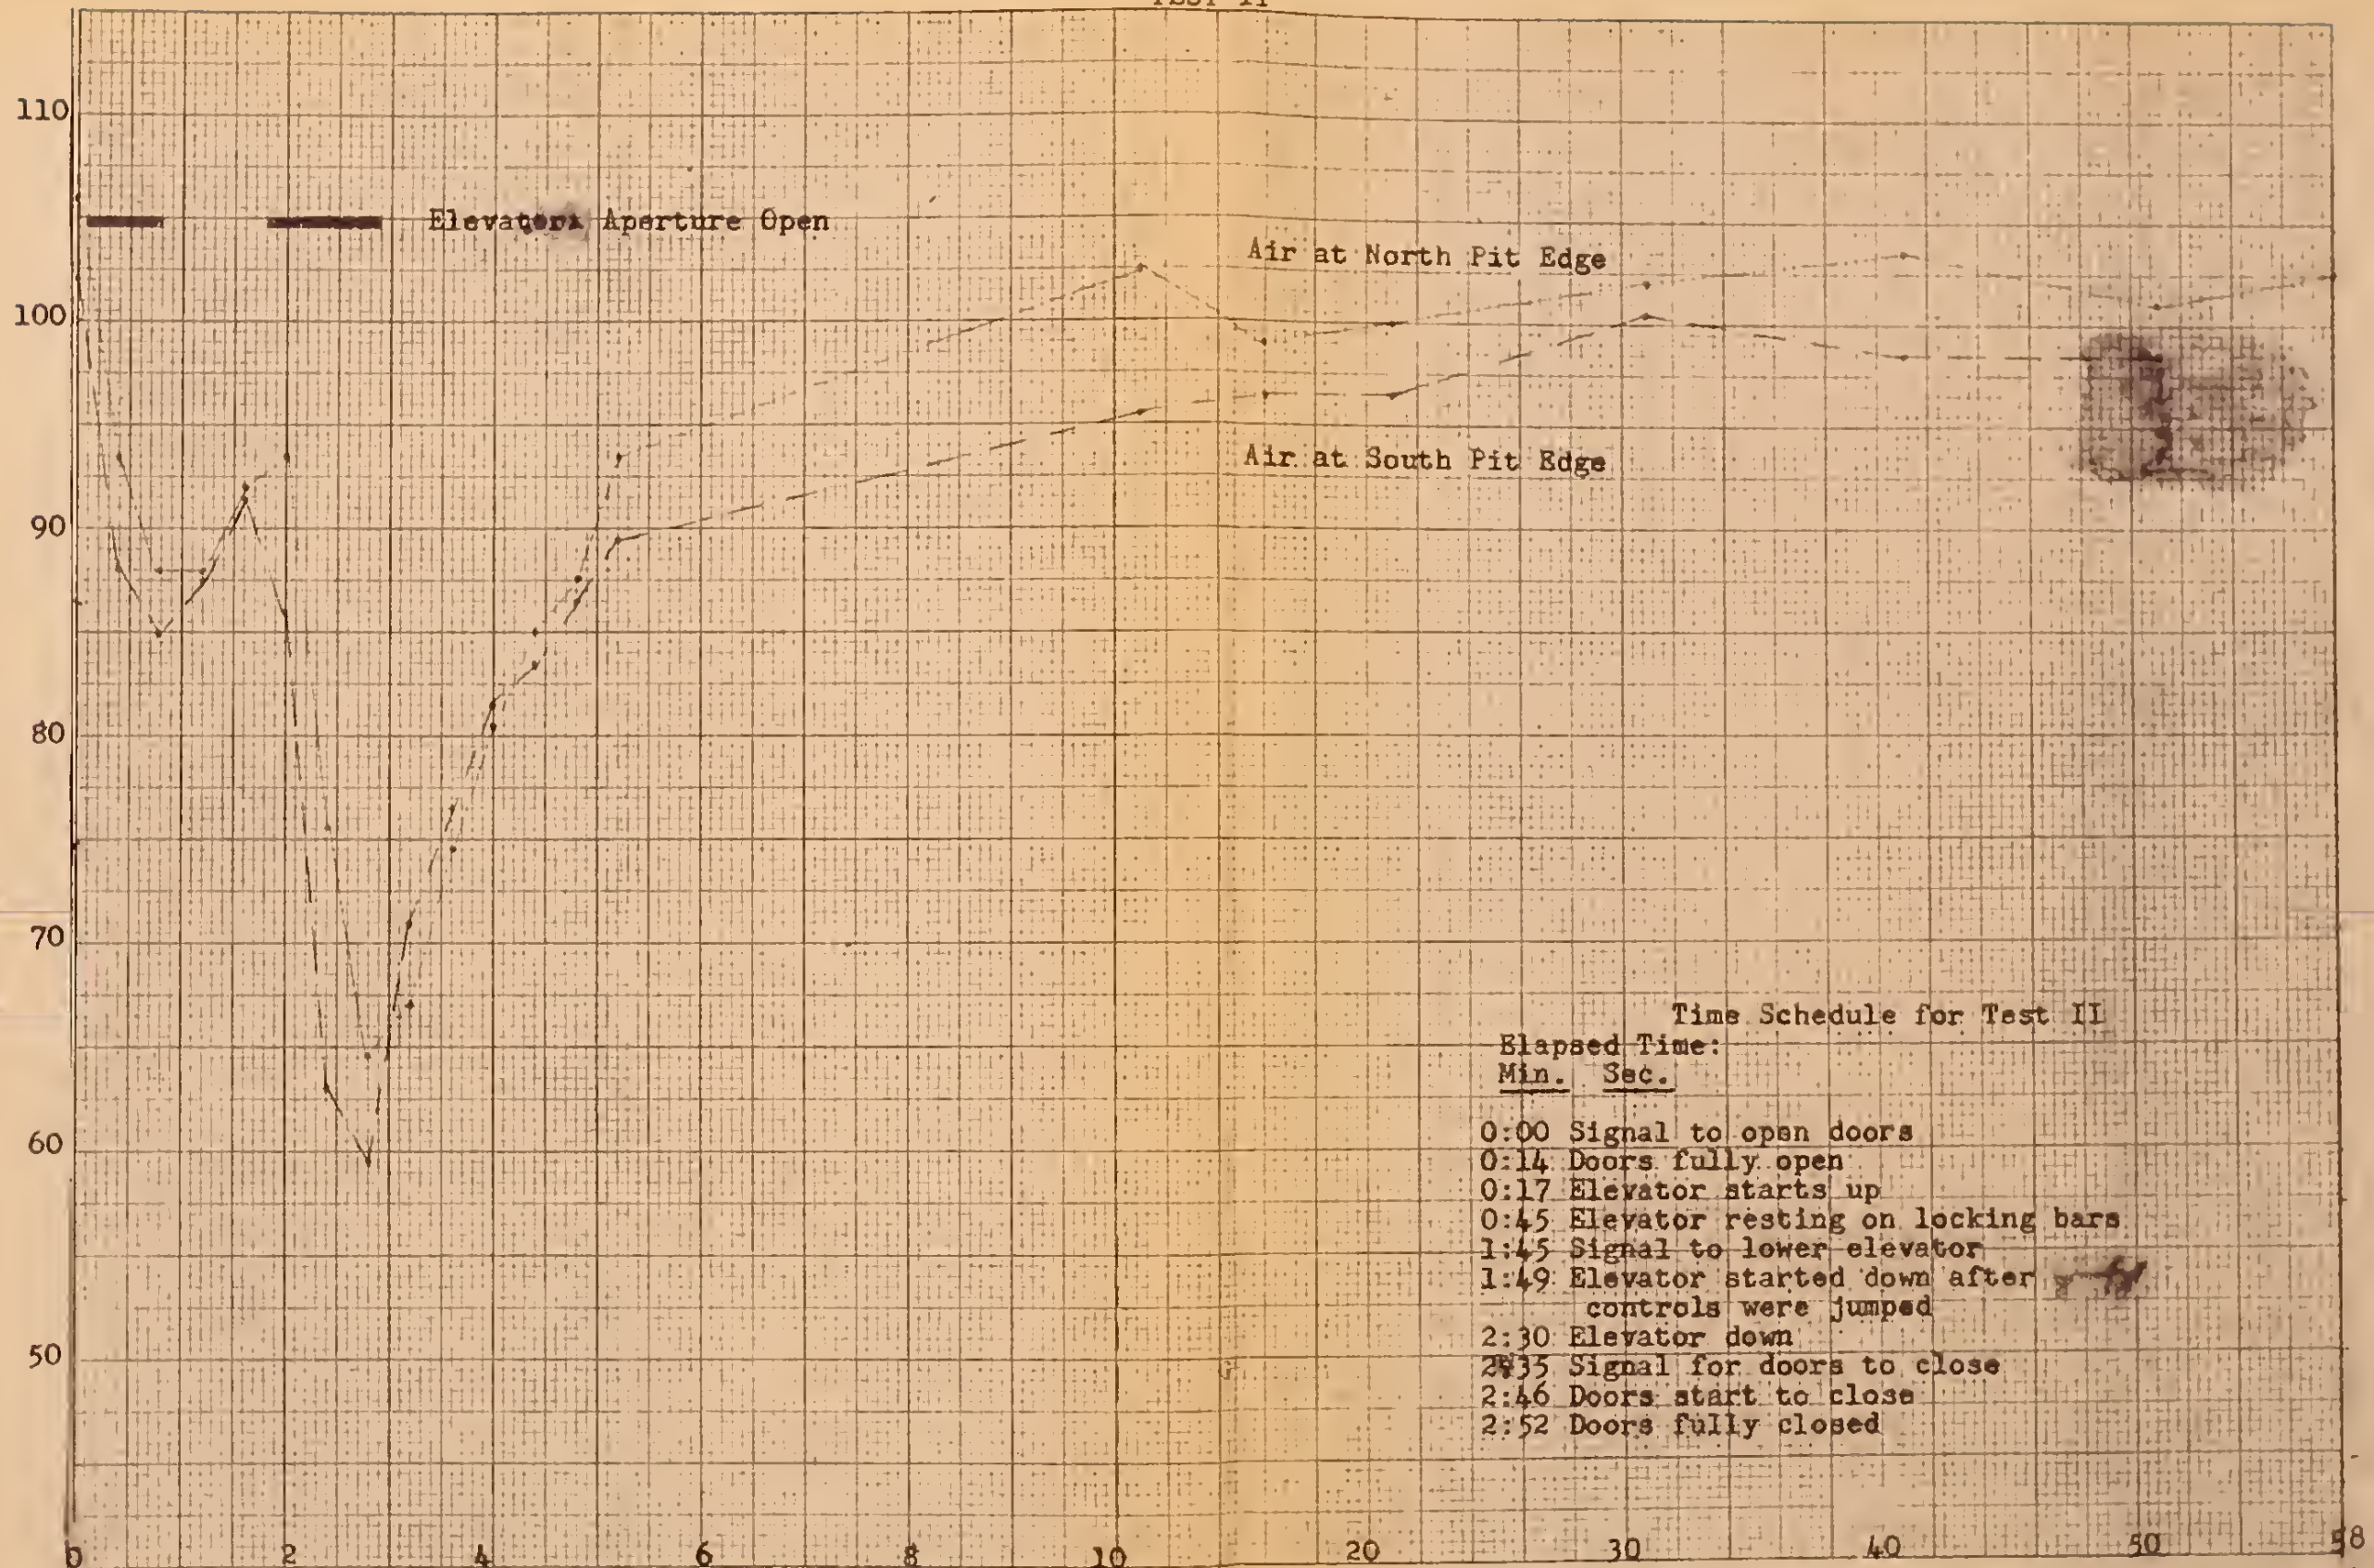 TEST II
110
Elevator Aperture Open
Air at North Pit Edge
100
Air at South Pit Edge
90
80
70
Time Schedule for Test II
Elapsed Time:
Min. Sec.
60
0:00 Signal to open doors
0:14 Doors fully open
0:17 Elevator starts up
0:45 Elevator resting on locking bars
1:45 Signal to lower elevator
1:49 Elevator started down after
controls were jumped
2:30 Elevator down
50
2:35 Signal for doors to close
2:46 Doors start to close
2:52 Doors fully closed
0 2 4 6 8 10 20 30 40 50 58